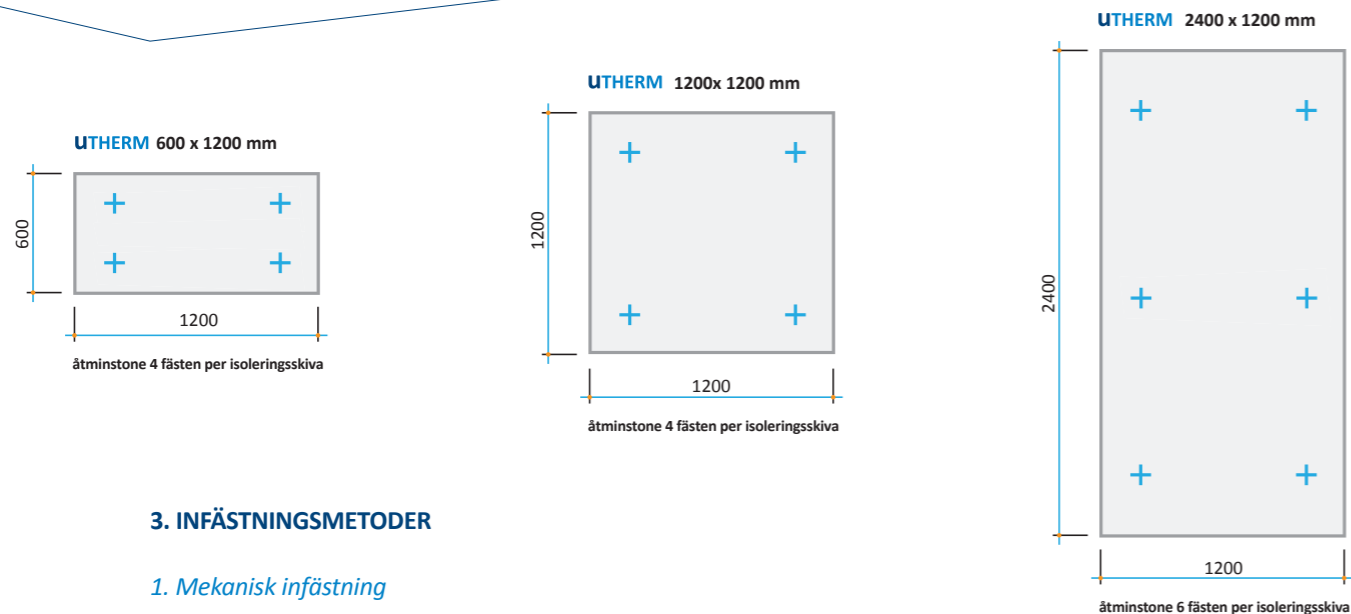 UTHERM 600 x 1200 mm
600
1200
åtminstone 4 fästen per isoleringsskiva
UTHERM 1200x 1200 mm
1200
1200
åtminstone 4 fästen per isoleringsskiva
UTHERM 2400 x 1200 mm
2400
1200
åtminstone 6 fästen per isoleringsskiva
3. INFÄSTNINGSMETODER
1. Mekanisk infästning